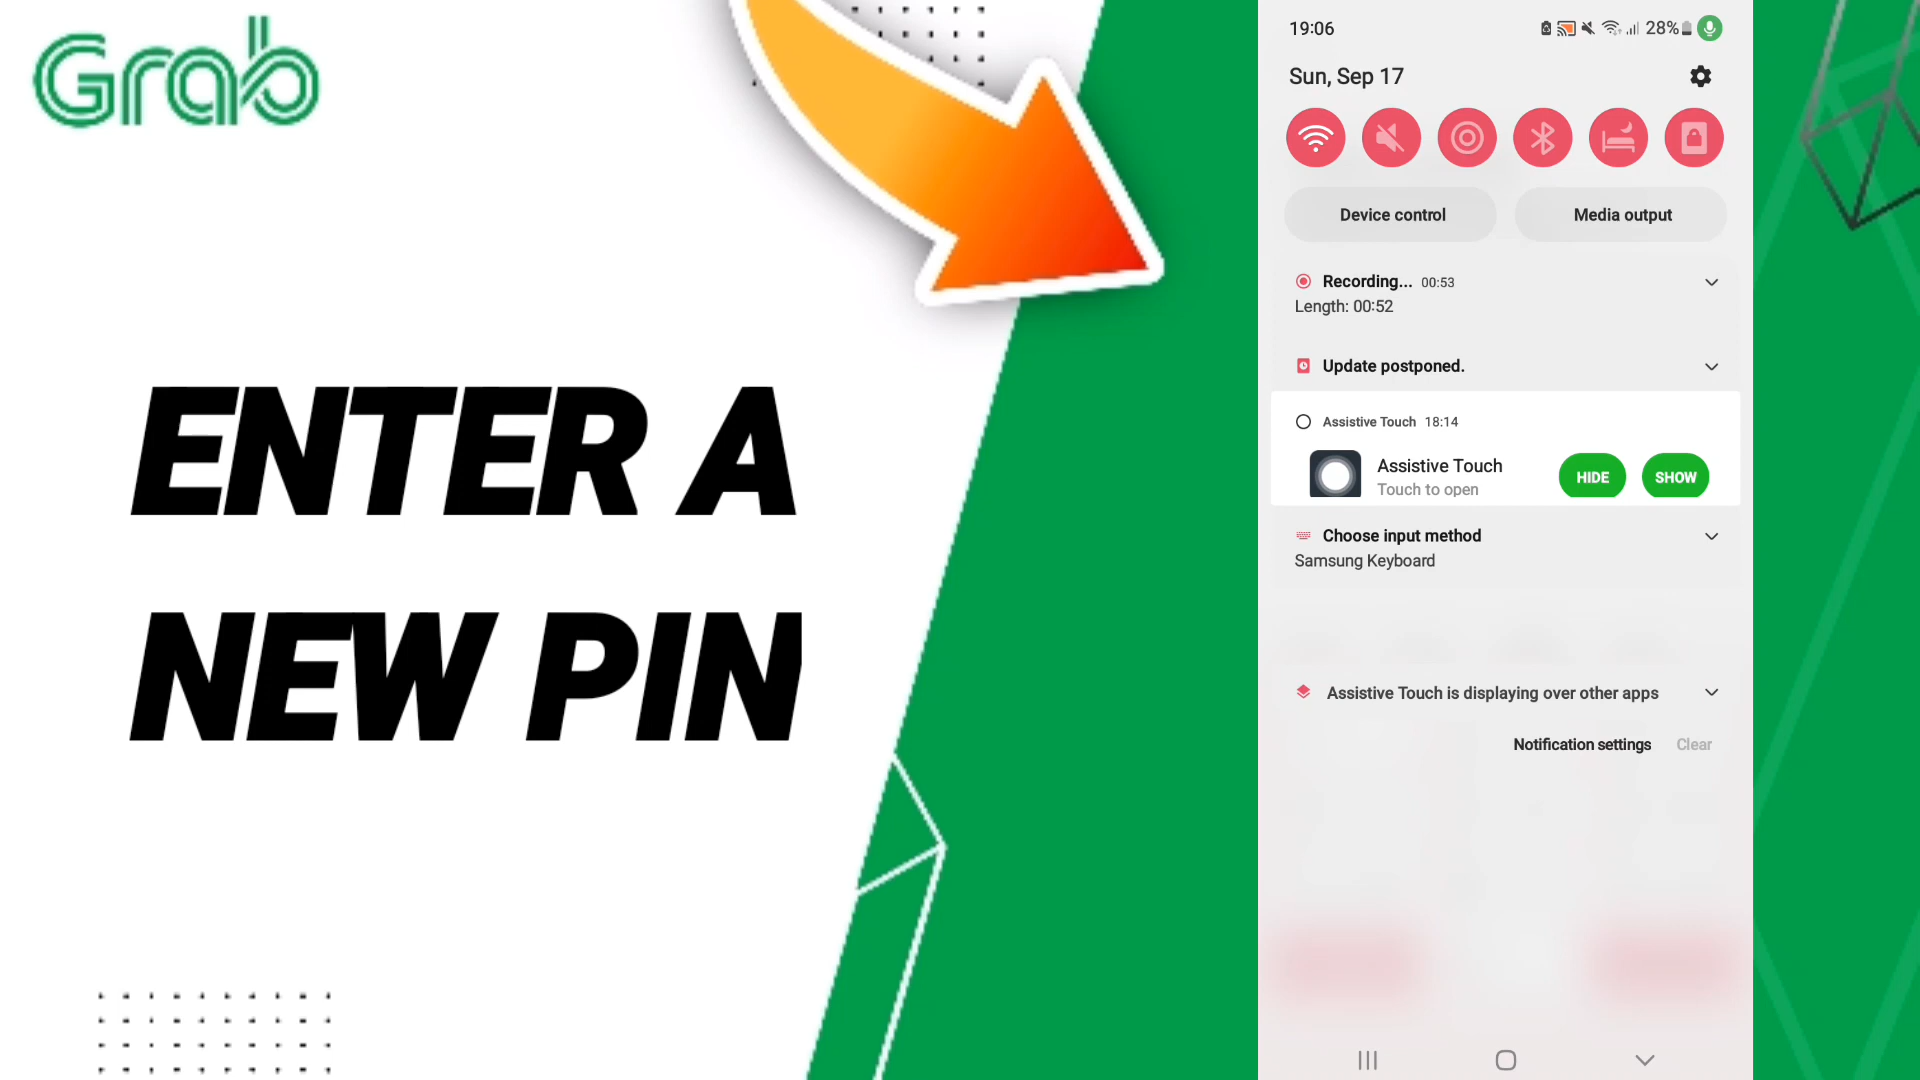 Grab
ENTER A
NEW PIN
19:06
28%
Sun, Sep 17
Device control
Media output
Recording... 00:53
Length: 00:52
Update postponed.
Assistive Touch 18:14
Assistive Touch
Touch to open
HIDE
SHOW
Choose input method
Samsung Keyboard
Assistive Touch is displaying over other apps
Notification settings
Clear